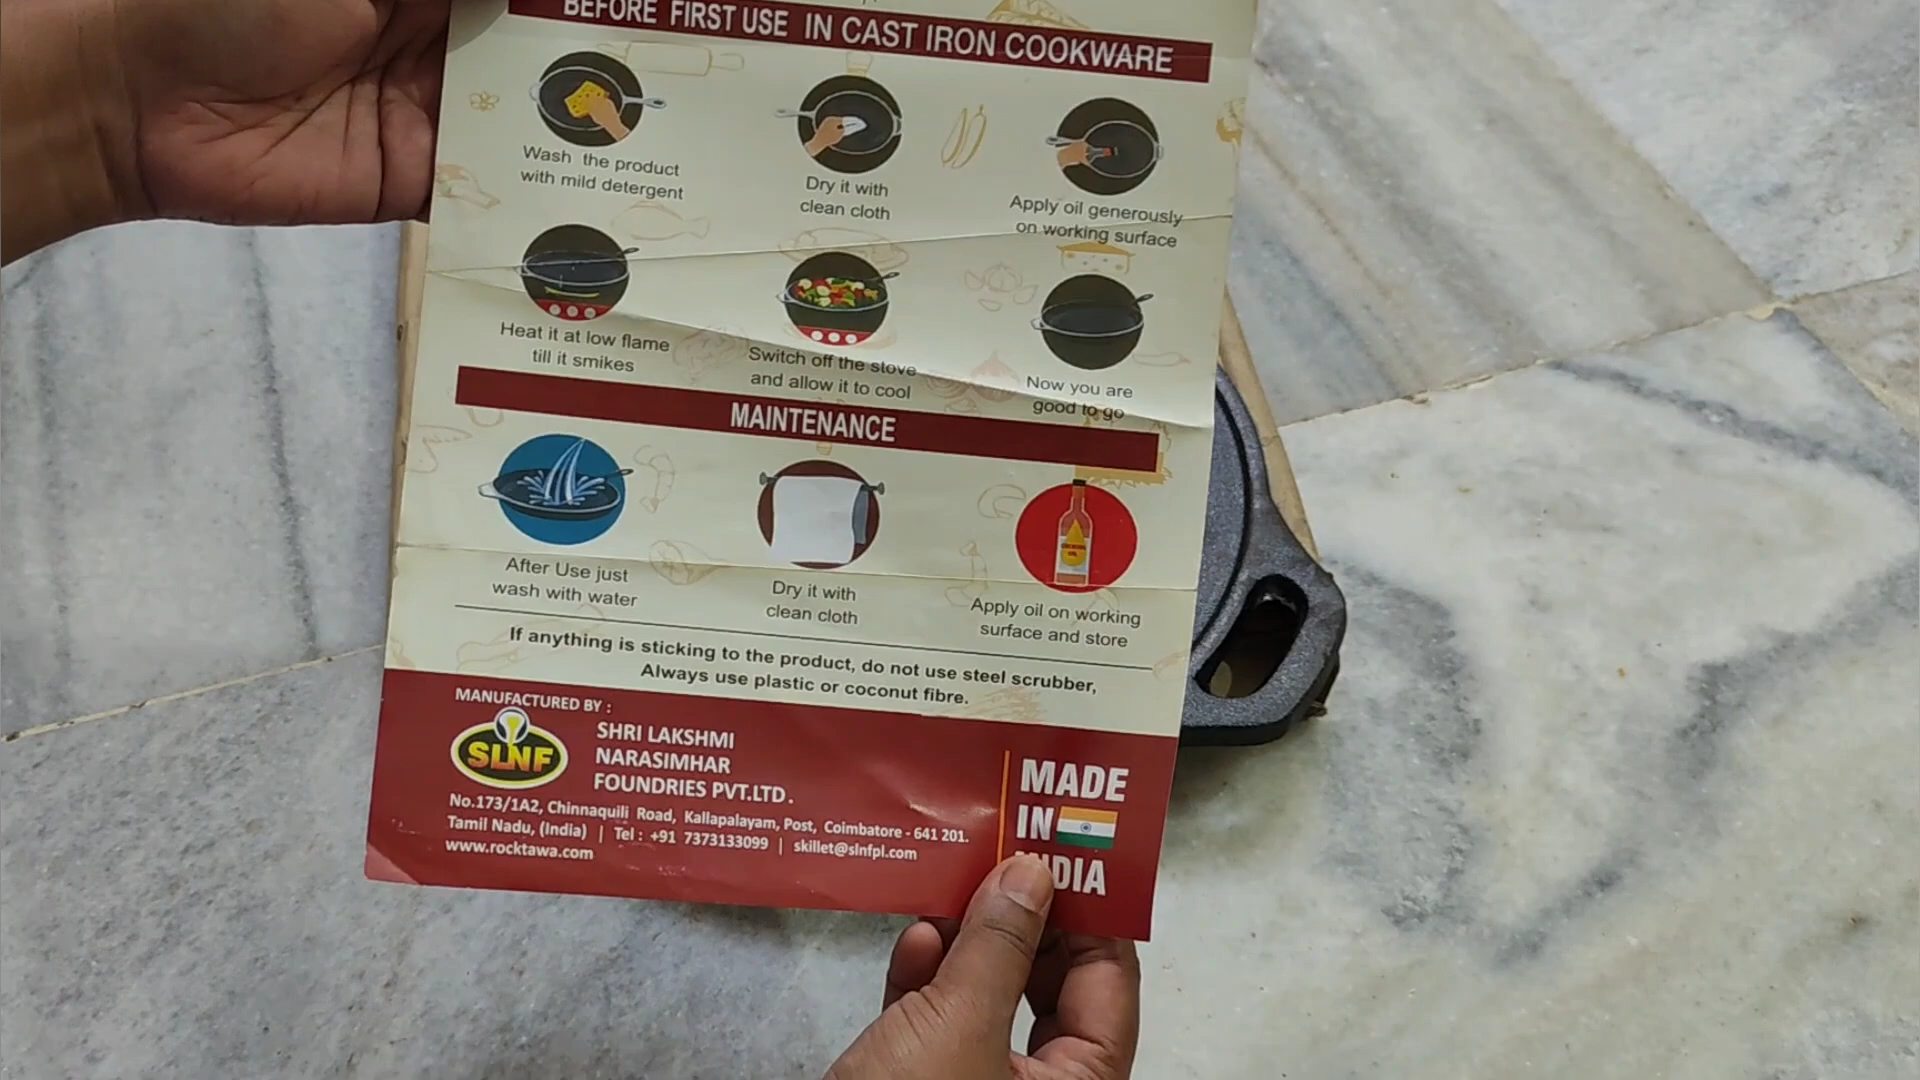 BEFORE FIRST USE IN CAST IRON COOKWARE
Wash the product
with mild detergent
Dry it with
clean cloth
Apply oil generously
on working surface
Heat it at low flame
till it smikes
Switch off the stove
and allow it to cool
Now you are
good to go
MAINTENANCE
After Use just
wash with water
Dry it with
clean cloth
Apply oil on working
surface and store
If anything is sticking to the product, do not use steel scrubber,
Always use plastic or coconut fibre.
MANUFACTURED BY :
SLNF
SHRI LAKSHMI
NARASIMHAR
FOUNDRIES PVT.LTD.
No.173/1A2, Chinnaquili Road, Kallapalayam, Post, Coimbatore - 641 201.
Tamil Nadu, (India) | Tel : +91 7373133099 | skillet@slnfpl.com
www.rocktawa.com
MADE
IN
INDIA